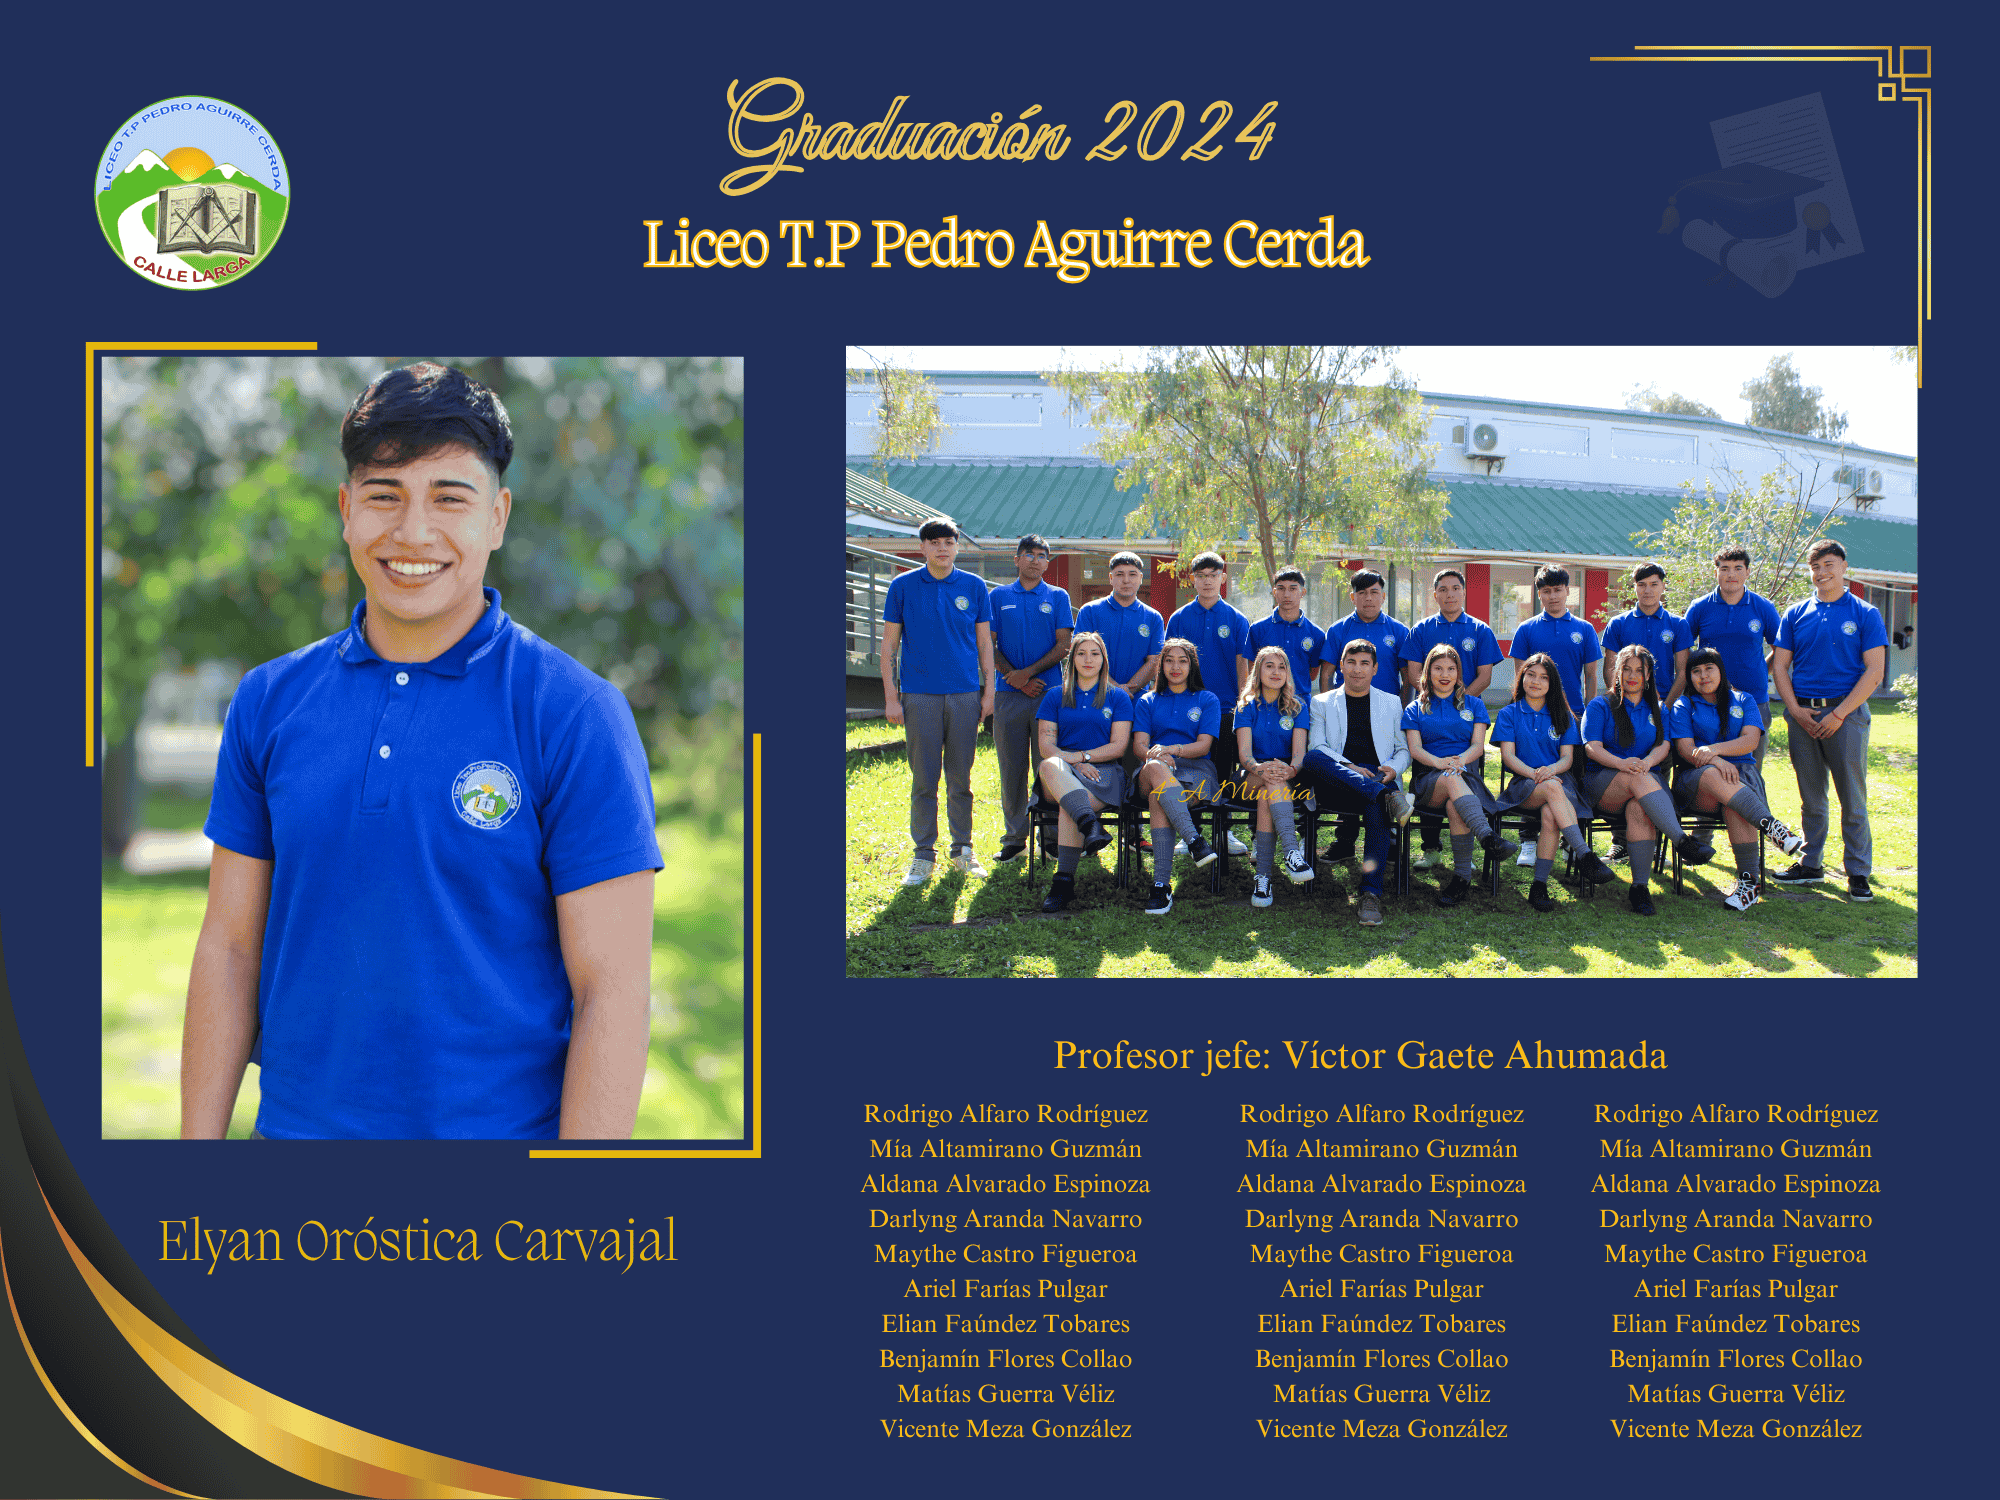 LICEO T.P PEDRO AGUIRRE CERDA
CALLE LARGA
Graduación 2024
Liceo T.P Pedro Aguirre Cerda
4° A Minería
Elyan Oróstica Carvajal
Profesor jefe: Víctor Gaete Ahumada
Rodrigo Alfaro Rodríguez
Mía Altamirano Guzmán
Aldana Alvarado Espinoza
Darlyng Aranda Navarro
Maythe Castro Figueroa
Ariel Farías Pulgar
Elian Faúndez Tobares
Benjamín Flores Collao
Matías Guerra Véliz
Vicente Meza González
Rodrigo Alfaro Rodríguez
Mía Altamirano Guzmán
Aldana Alvarado Espinoza
Darlyng Aranda Navarro
Maythe Castro Figueroa
Ariel Farías Pulgar
Elian Faúndez Tobares
Benjamín Flores Collao
Matías Guerra Véliz
Vicente Meza González
Rodrigo Alfaro Rodríguez
Mía Altamirano Guzmán
Aldana Alvarado Espinoza
Darlyng Aranda Navarro
Maythe Castro Figueroa
Ariel Farías Pulgar
Elian Faúndez Tobares
Benjamín Flores Collao
Matías Guerra Véliz
Vicente Meza González